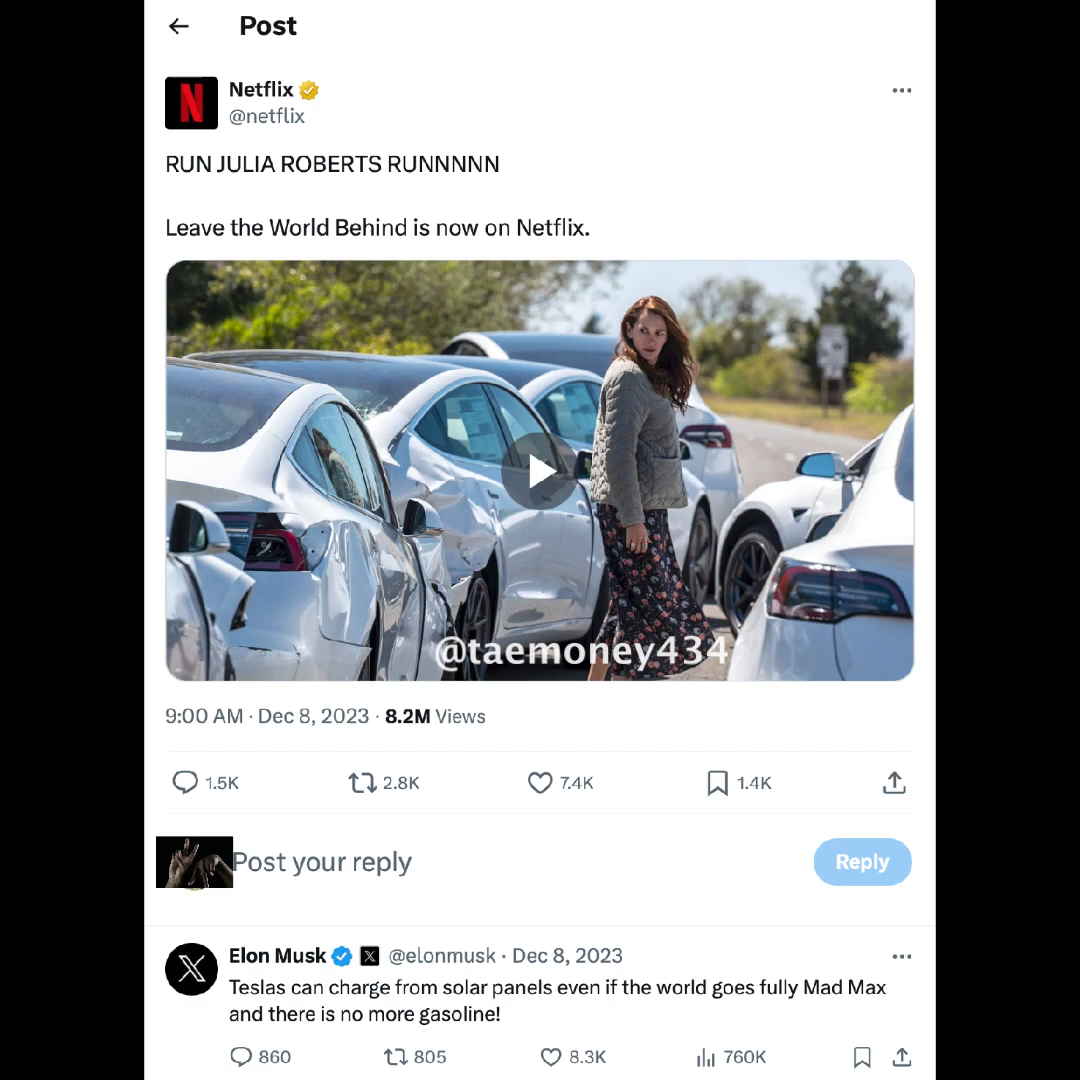 Post
Netflix
@netflix
RUN JULIA ROBERTS RUNNNNN
Leave the World Behind is now on Netflix.
@taemoney434
9:00 AM · Dec 8, 2023 · 8.2M Views
1.5K 2.8K 7.4K 1.4K
Post your reply
Reply
Elon Musk @elonmusk · Dec 8, 2023
Teslas can charge from solar panels even if the world goes fully Mad Max
and there is no more gasoline!
860 805 8.3K 760K